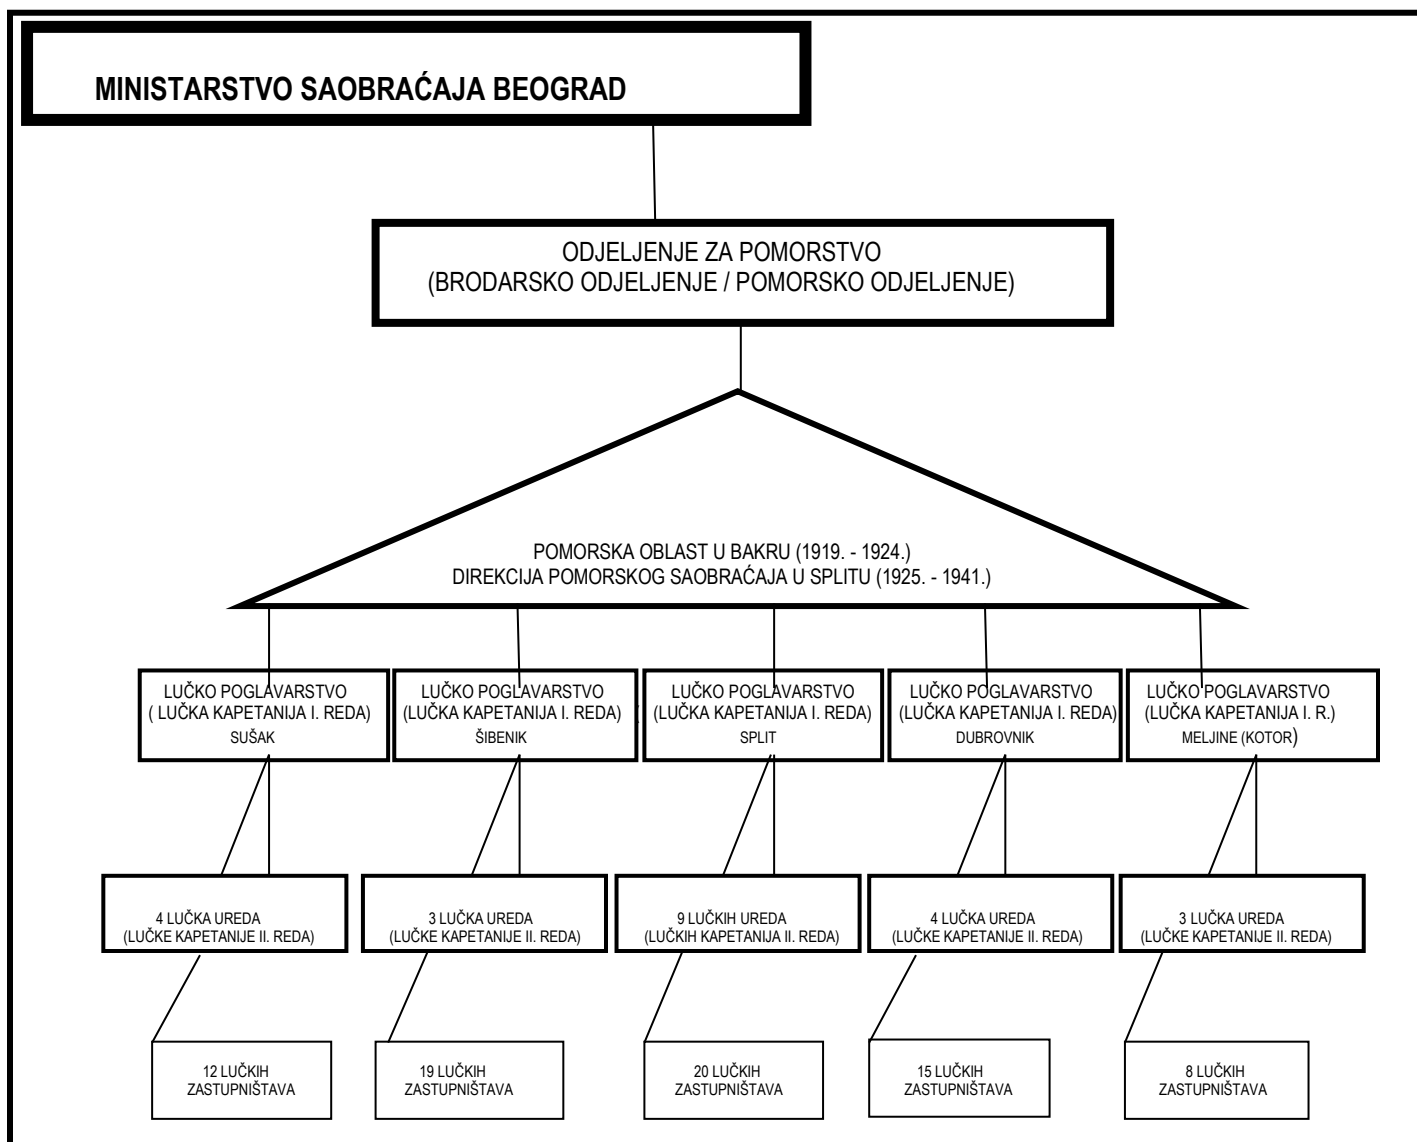 MINISTARSTVO SAOBRAĆAJA BEOGRAD
ODJELJENJE ZA POMORSTVO
(BRODARSKO ODJELJENJE / POMORSKO ODJELJENJE)
POMORSKA OBLAST U BAKRU (1919. - 1924.)
DIREKCIJA POMORSKOG SAOBRAĆAJA U SPLITU (1925. - 1941.)
LUČKO POGLAVARSTVO
( LUČKA KAPETANIJA I. REDA)
SUŠAK
LUČKO POGLAVARSTVO
(LUČKA KAPETANIJA I. REDA)
ŠIBENIK
LUČKO POGLAVARSTVO
(LUČKA KAPETANIJA I. REDA)
SPLIT
LUČKO POGLAVARSTVO
(LUČKA KAPETANIJA I. REDA)
DUBROVNIK
LUČKO POGLAVARSTVO
(LUČKA KAPETANIJA I. R.)
MELJINE (KOTOR)
4 LUČKA UREDA
(LUČKE KAPETANIJE II. REDA)
3 LUČKA UREDA
(LUČKE KAPETANIJE II. REDA)
9 LUČKIH UREDA
(LUČKIH KAPETANIJA II. REDA)
4 LUČKA UREDA
(LUČKE KAPETANIJE II. REDA)
3 LUČKA UREDA
(LUČKE KAPETANIJE II. REDA)
12 LUČKIH
ZASTUPNIŠTAVA
19 LUČKIH
ZASTUPNIŠTAVA
20 LUČKIH
ZASTUPNIŠTAVA
15 LUČKIH
ZASTUPNIŠTAVA
8 LUČKIH
ZASTUPNIŠTAVA